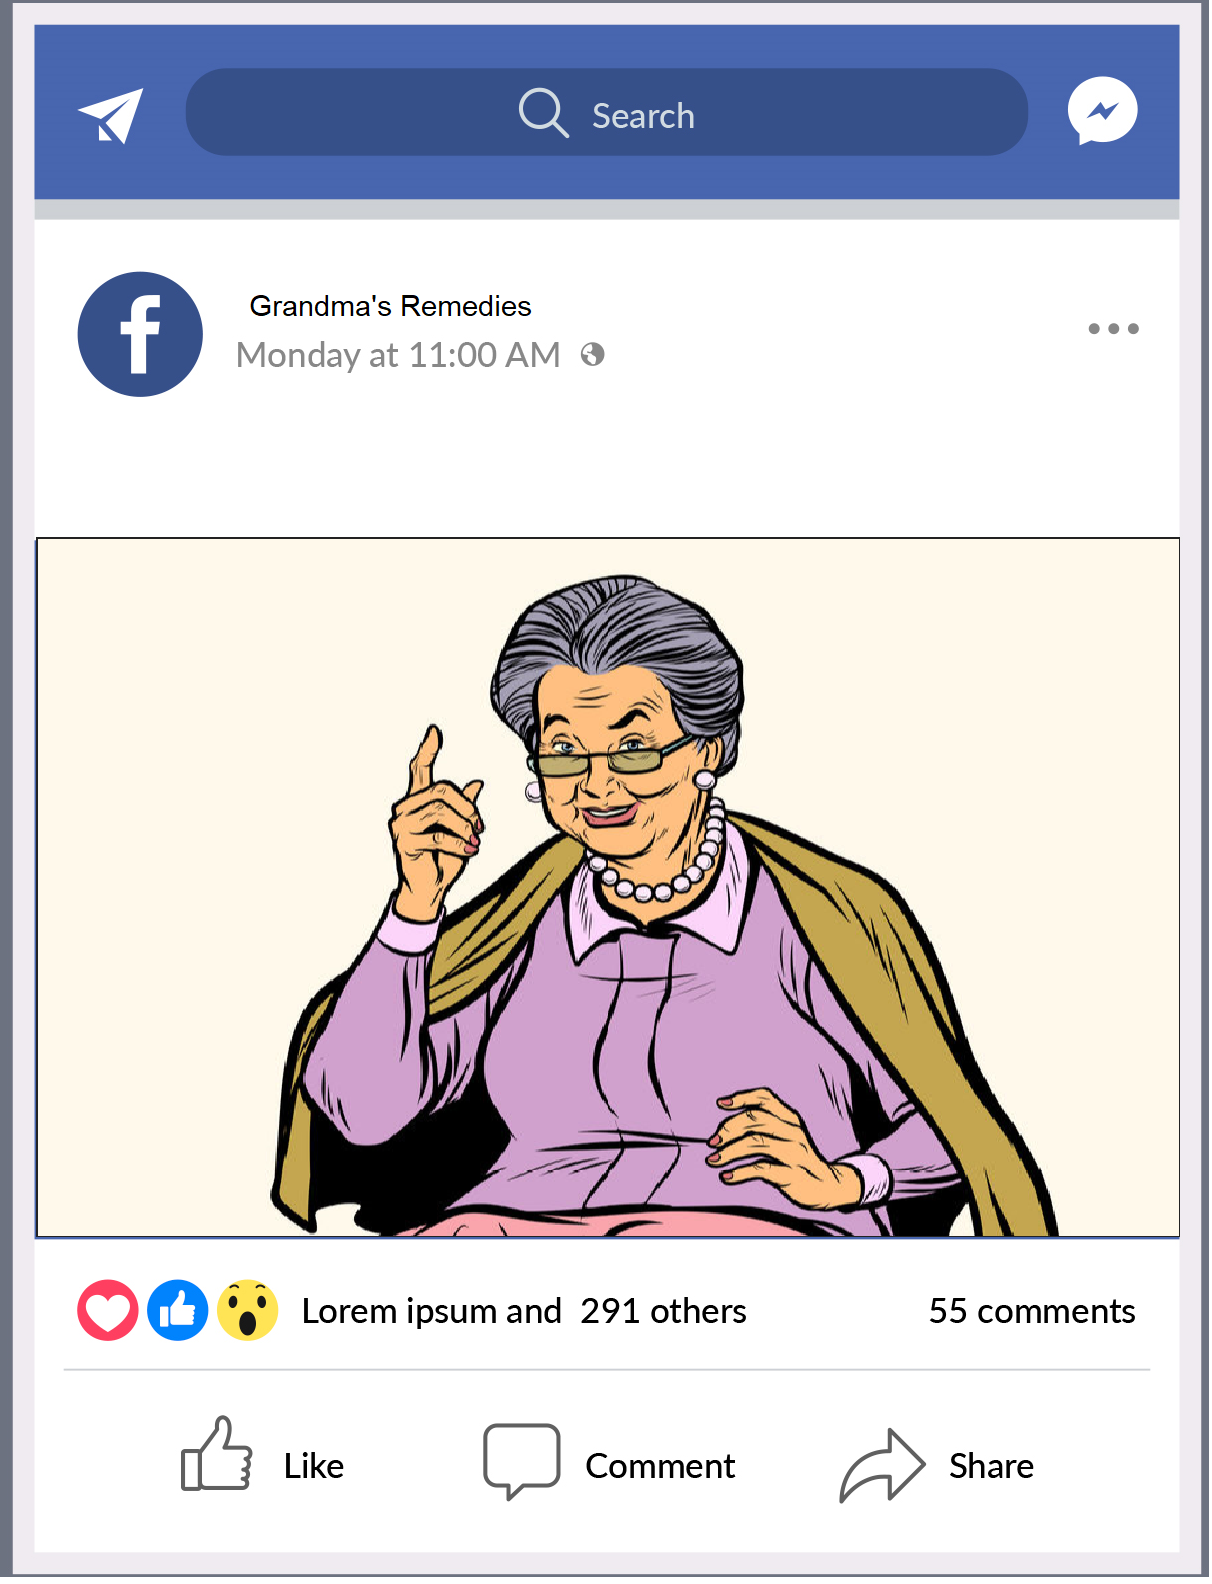 Search
Grandma's Remedies
Monday at 11:00 AM
Lorem ipsum and 291 others
55 comments
Like
Comment
Share